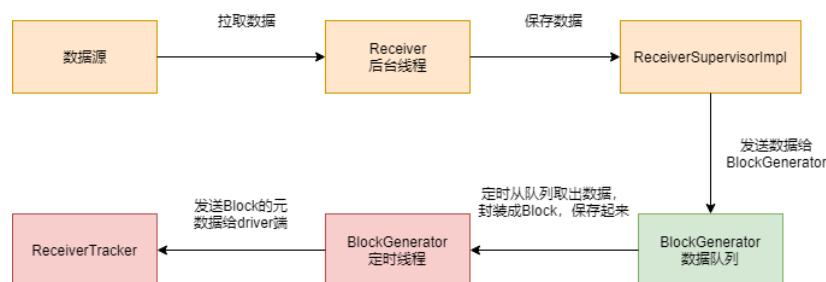 拉取数据
保存数据
数据源
Receiver
后台线程
ReceiverSupervisorImpl
发送数据给
BlockGenerator
定时从队列取出数据，
封装成Block，保存起来
发送Block的元
数据给driver端
ReceiverTracker
BlockGenerator
定时线程
BlockGenerator
数据队列